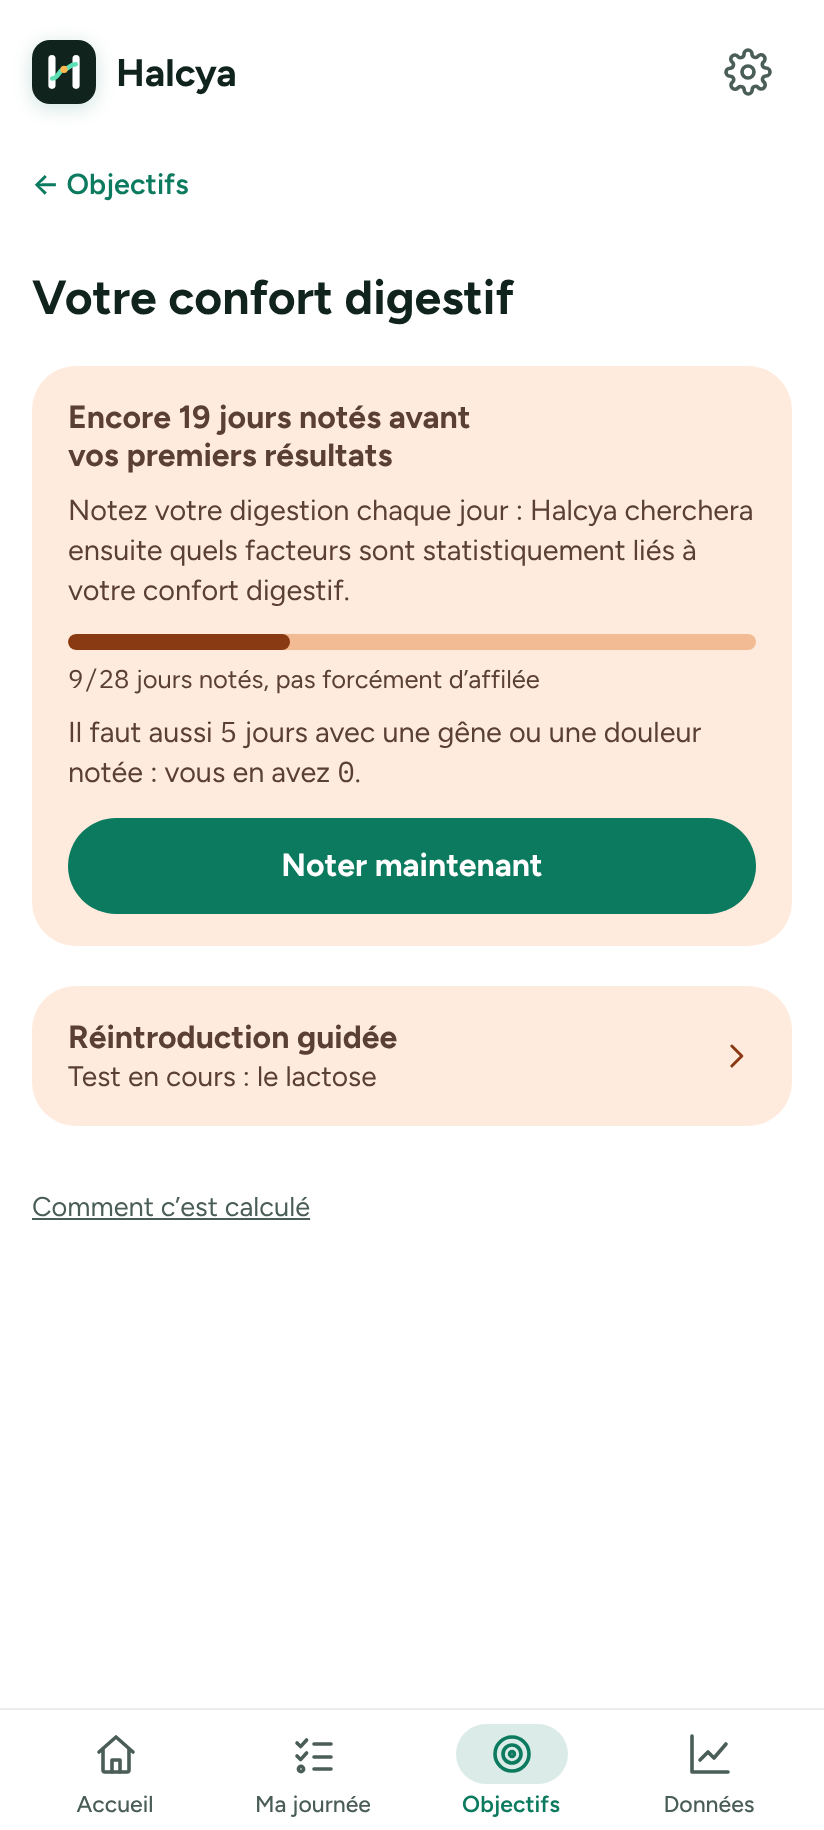 Halcya
← Objectifs
Votre confort digestif
Encore 19 jours notés avant
vos premiers résultats
Notez votre digestion chaque jour : Halcya cherchera
ensuite quels facteurs sont statistiquement liés à
votre confort digestif.
9/28 jours notés, pas forcément d’affilée
Il faut aussi 5 jours avec une gêne ou une douleur
notée : vous en avez 0.
Noter maintenant
Réintroduction guidée
Test en cours : le lactose
Comment c’est calculé
Accueil
Ma journée
Objectifs
Données